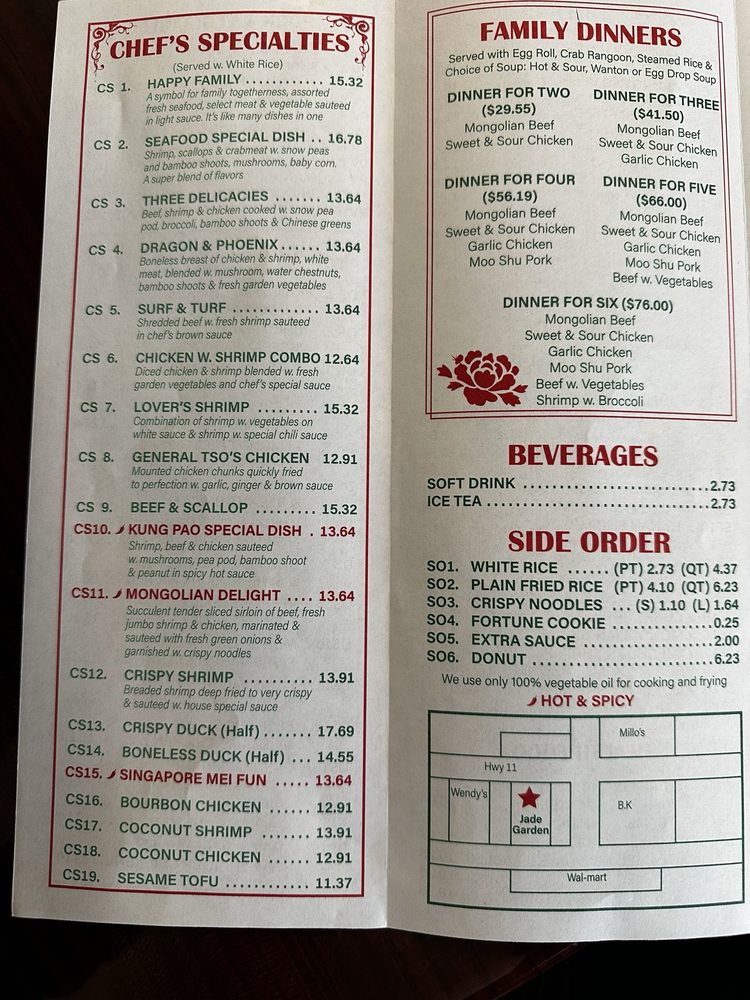 CHEF'S SPECIALTIES
(Served w. White Rice)
CS 1. HAPPY FAMILY ............ 15.32
A symbol for family togetherness, assorted
fresh seafood, select meat & vegetable sauteed
in light sauce. It's like many dishes in one
CS 2. SEAFOOD SPECIAL DISH .. 16.78
Shrimp, scallops & crabmeat w. snow peas
and bamboo shoots, mushrooms, baby corn.
A super blend of flavors
CS 3. THREE DELICACIES ....... 13.64
Beef, shrimp & chicken cooked w. snow pea
pod, broccoli, bamboo shoots & Chinese greens
CS 4. DRAGON & PHOENIX...... 13.64
Boneless breast of chicken & shrimp, white
meat, blended w. mushroom, water chestnuts,
bamboo shoots & fresh garden vegetables
CS 5. SURF & TURF ............. 13.64
Shredded beef w. fresh shrimp sauteed
in chef's brown sauce
CS 6. CHICKEN W. SHRIMP COMBO 12.64
Diced chicken & shrimp blended w. fresh
garden vegetables and chef's special sauce
CS 7. LOVER'S SHRIMP ......... 15.32
Combination of shrimp w. vegetables on
white sauce & shrimp w. special chili sauce
CS 8. GENERAL TSO'S CHICKEN 12.91
Mounted chicken chunks quickly fried
to perfection w. garlic, ginger & brown sauce
CS 9. BEEF & SCALLOP ......... 15.32
CS10. KUNG PAO SPECIAL DISH . 13.64
Shrimp, beef & chicken sauteed
w. mushrooms, pea pod, bamboo shoot
& peanut in spicy hot sauce
CS11. MONGOLIAN DELIGHT .... 13.64
Succulent tender sliced sirloin of beef, fresh
jumbo shrimp & chicken, marinated &
sauteed with fresh green onions &
garnished w. crispy noodles
CS12. CRISPY SHRIMP .......... 13.91
Breaded shrimp deep fried to very crispy
& sauteed w. house special sauce
CS13. CRISPY DUCK (Half)....... 17.69
CS14. BONELESS DUCK (Half) ... 14.55
CS15. SINGAPORE MEI FUN ..... 13.64
CS16. BOURBON CHICKEN ...... 12.91
CS17. COCONUT SHRIMP ....... 13.91
CS18. COCONUT CHICKEN ...... 12.91
CS19. SESAME TOFU ............ 11.37
FAMILY DINNERS
Served with Egg Roll, Crab Rangoon, Steamed Rice &
Choice of Soup: Hot & Sour, Wanton or Egg Drop Soup
DINNER FOR TWO
($29.55)
Mongolian Beef
Sweet & Sour Chicken
DINNER FOR THREE
($41.50)
Mongolian Beef
Sweet & Sour Chicken
Garlic Chicken
DINNER FOR FOUR
($56.19)
Mongolian Beef
Sweet & Sour Chicken
Garlic Chicken
Moo Shu Pork
DINNER FOR FIVE
($66.00)
Mongolian Beef
Sweet & Sour Chicken
Garlic Chicken
Moo Shu Pork
Beef w. Vegetables
DINNER FOR SIX ($76.00)
Mongolian Beef
Sweet & Sour Chicken
Garlic Chicken
Moo Shu Pork
Beef w. Vegetables
Shrimp w. Broccoli
BEVERAGES
SOFT DRINK ..........................2.73
ICE TEA ...............................2.73
SIDE ORDER
SO1. WHITE RICE ...... (PT) 2.73 (QT) 4.37
SO2. PLAIN FRIED RICE (PT) 4.10 (QT) 6.23
SO3. CRISPY NOODLES ... (S) 1.10 (L) 1.64
SO4. FORTUNE COOKIE ...............0.25
SO5. EXTRA SAUCE ....................2.00
SO6. DONUT ...........................6.23
We use only 100% vegetable oil for cooking and frying
HOT & SPICY
Millo's
Hwy 11
Wendy's
Jade
Garden
B.K
Wal-mart